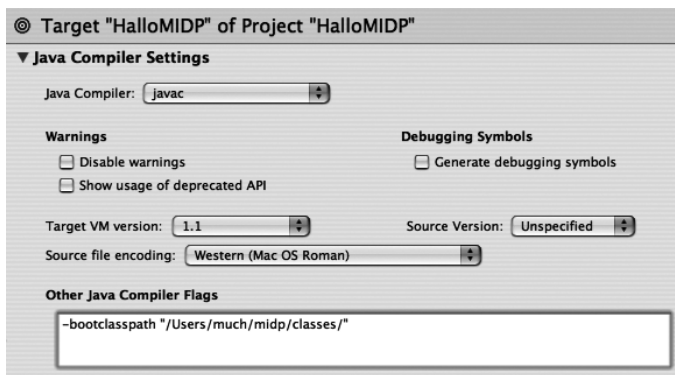 Target "HalloMIDP" of Project "HalloMIDP"
Java Compiler Settings
Java Compiler: javac
Warnings Debugging Symbols
Disable warnings Generate debugging symbols
Show usage of deprecated API
Target VM version: 1.1 Source Version: Unspecified
Source file encoding: Western (Mac OS Roman)
Other Java Compiler Flags
-bootclasspath "/Users/much/midp/classes/"